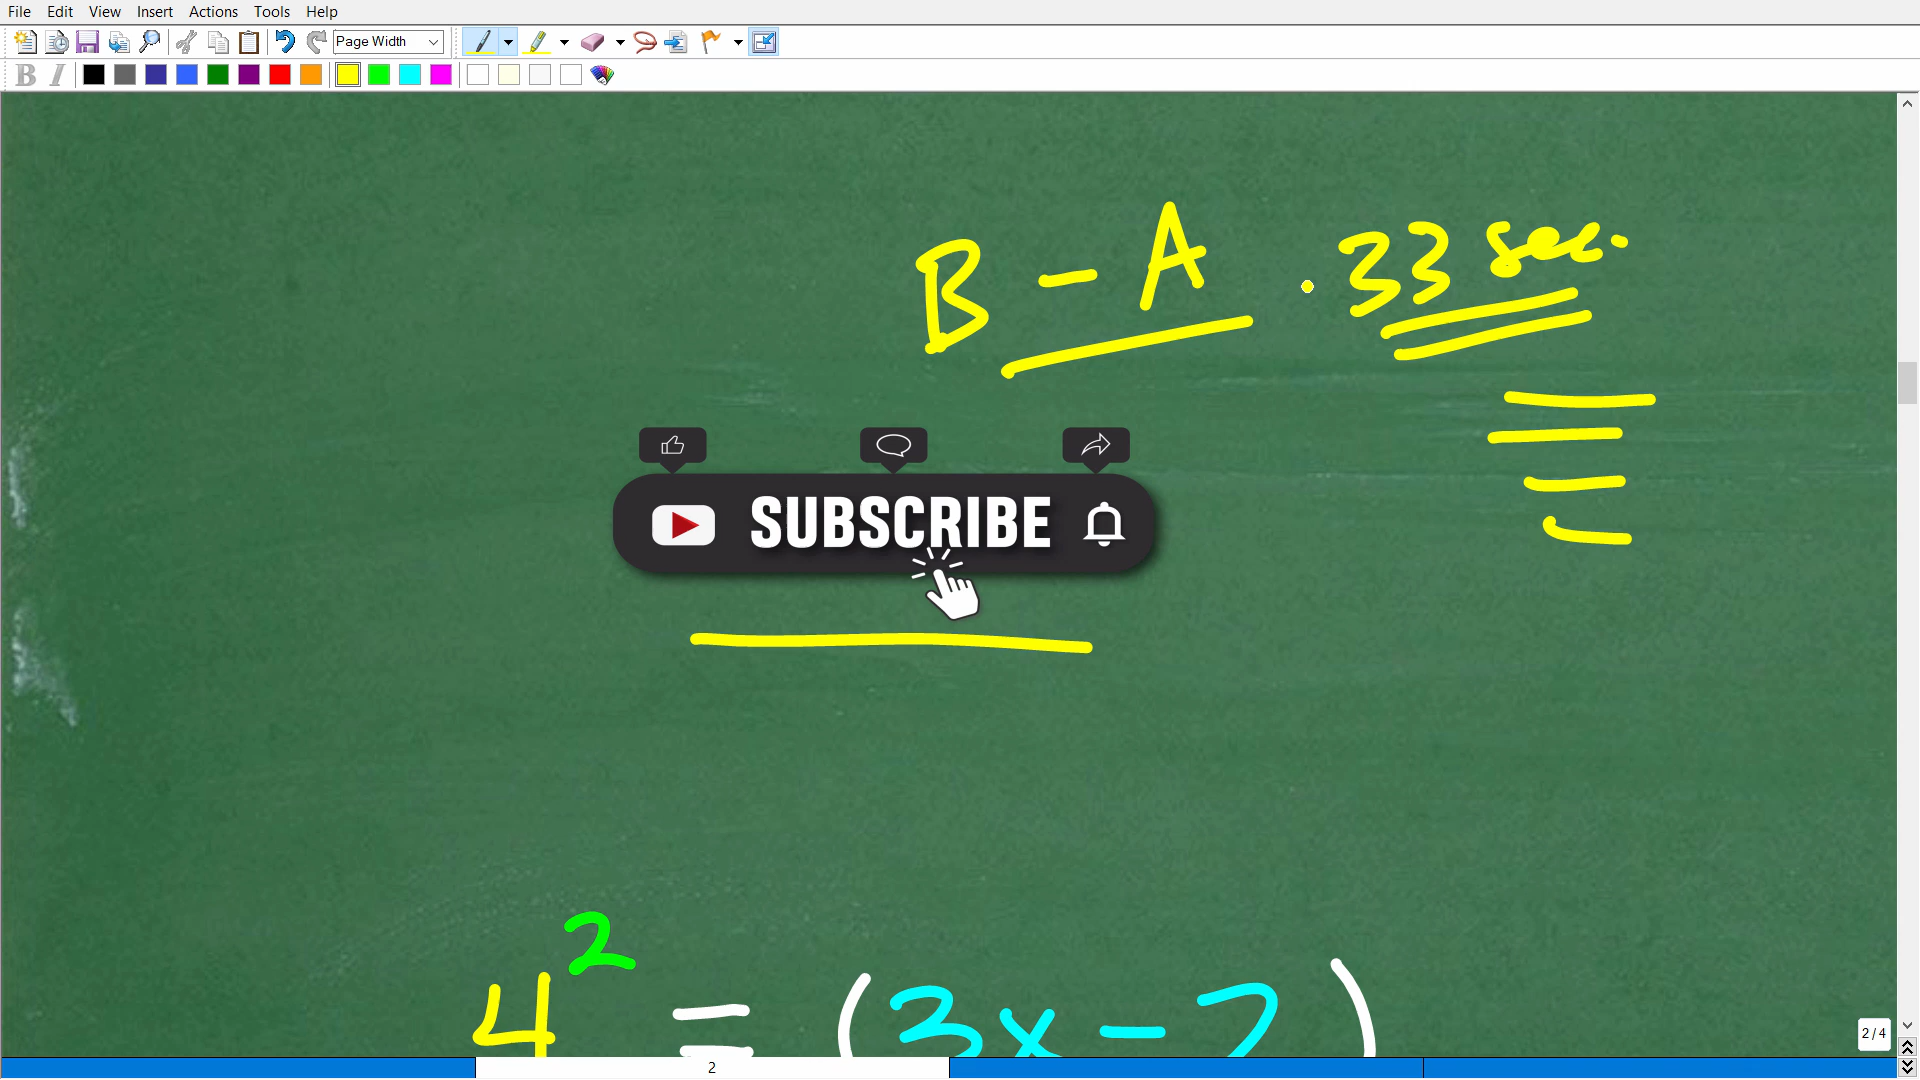 File Edit View Insert Actions Tools Help
Page Width
B I
B - A . 33 sec.
SUBSCRIBE
4² = (3x - 7)
2/4
2